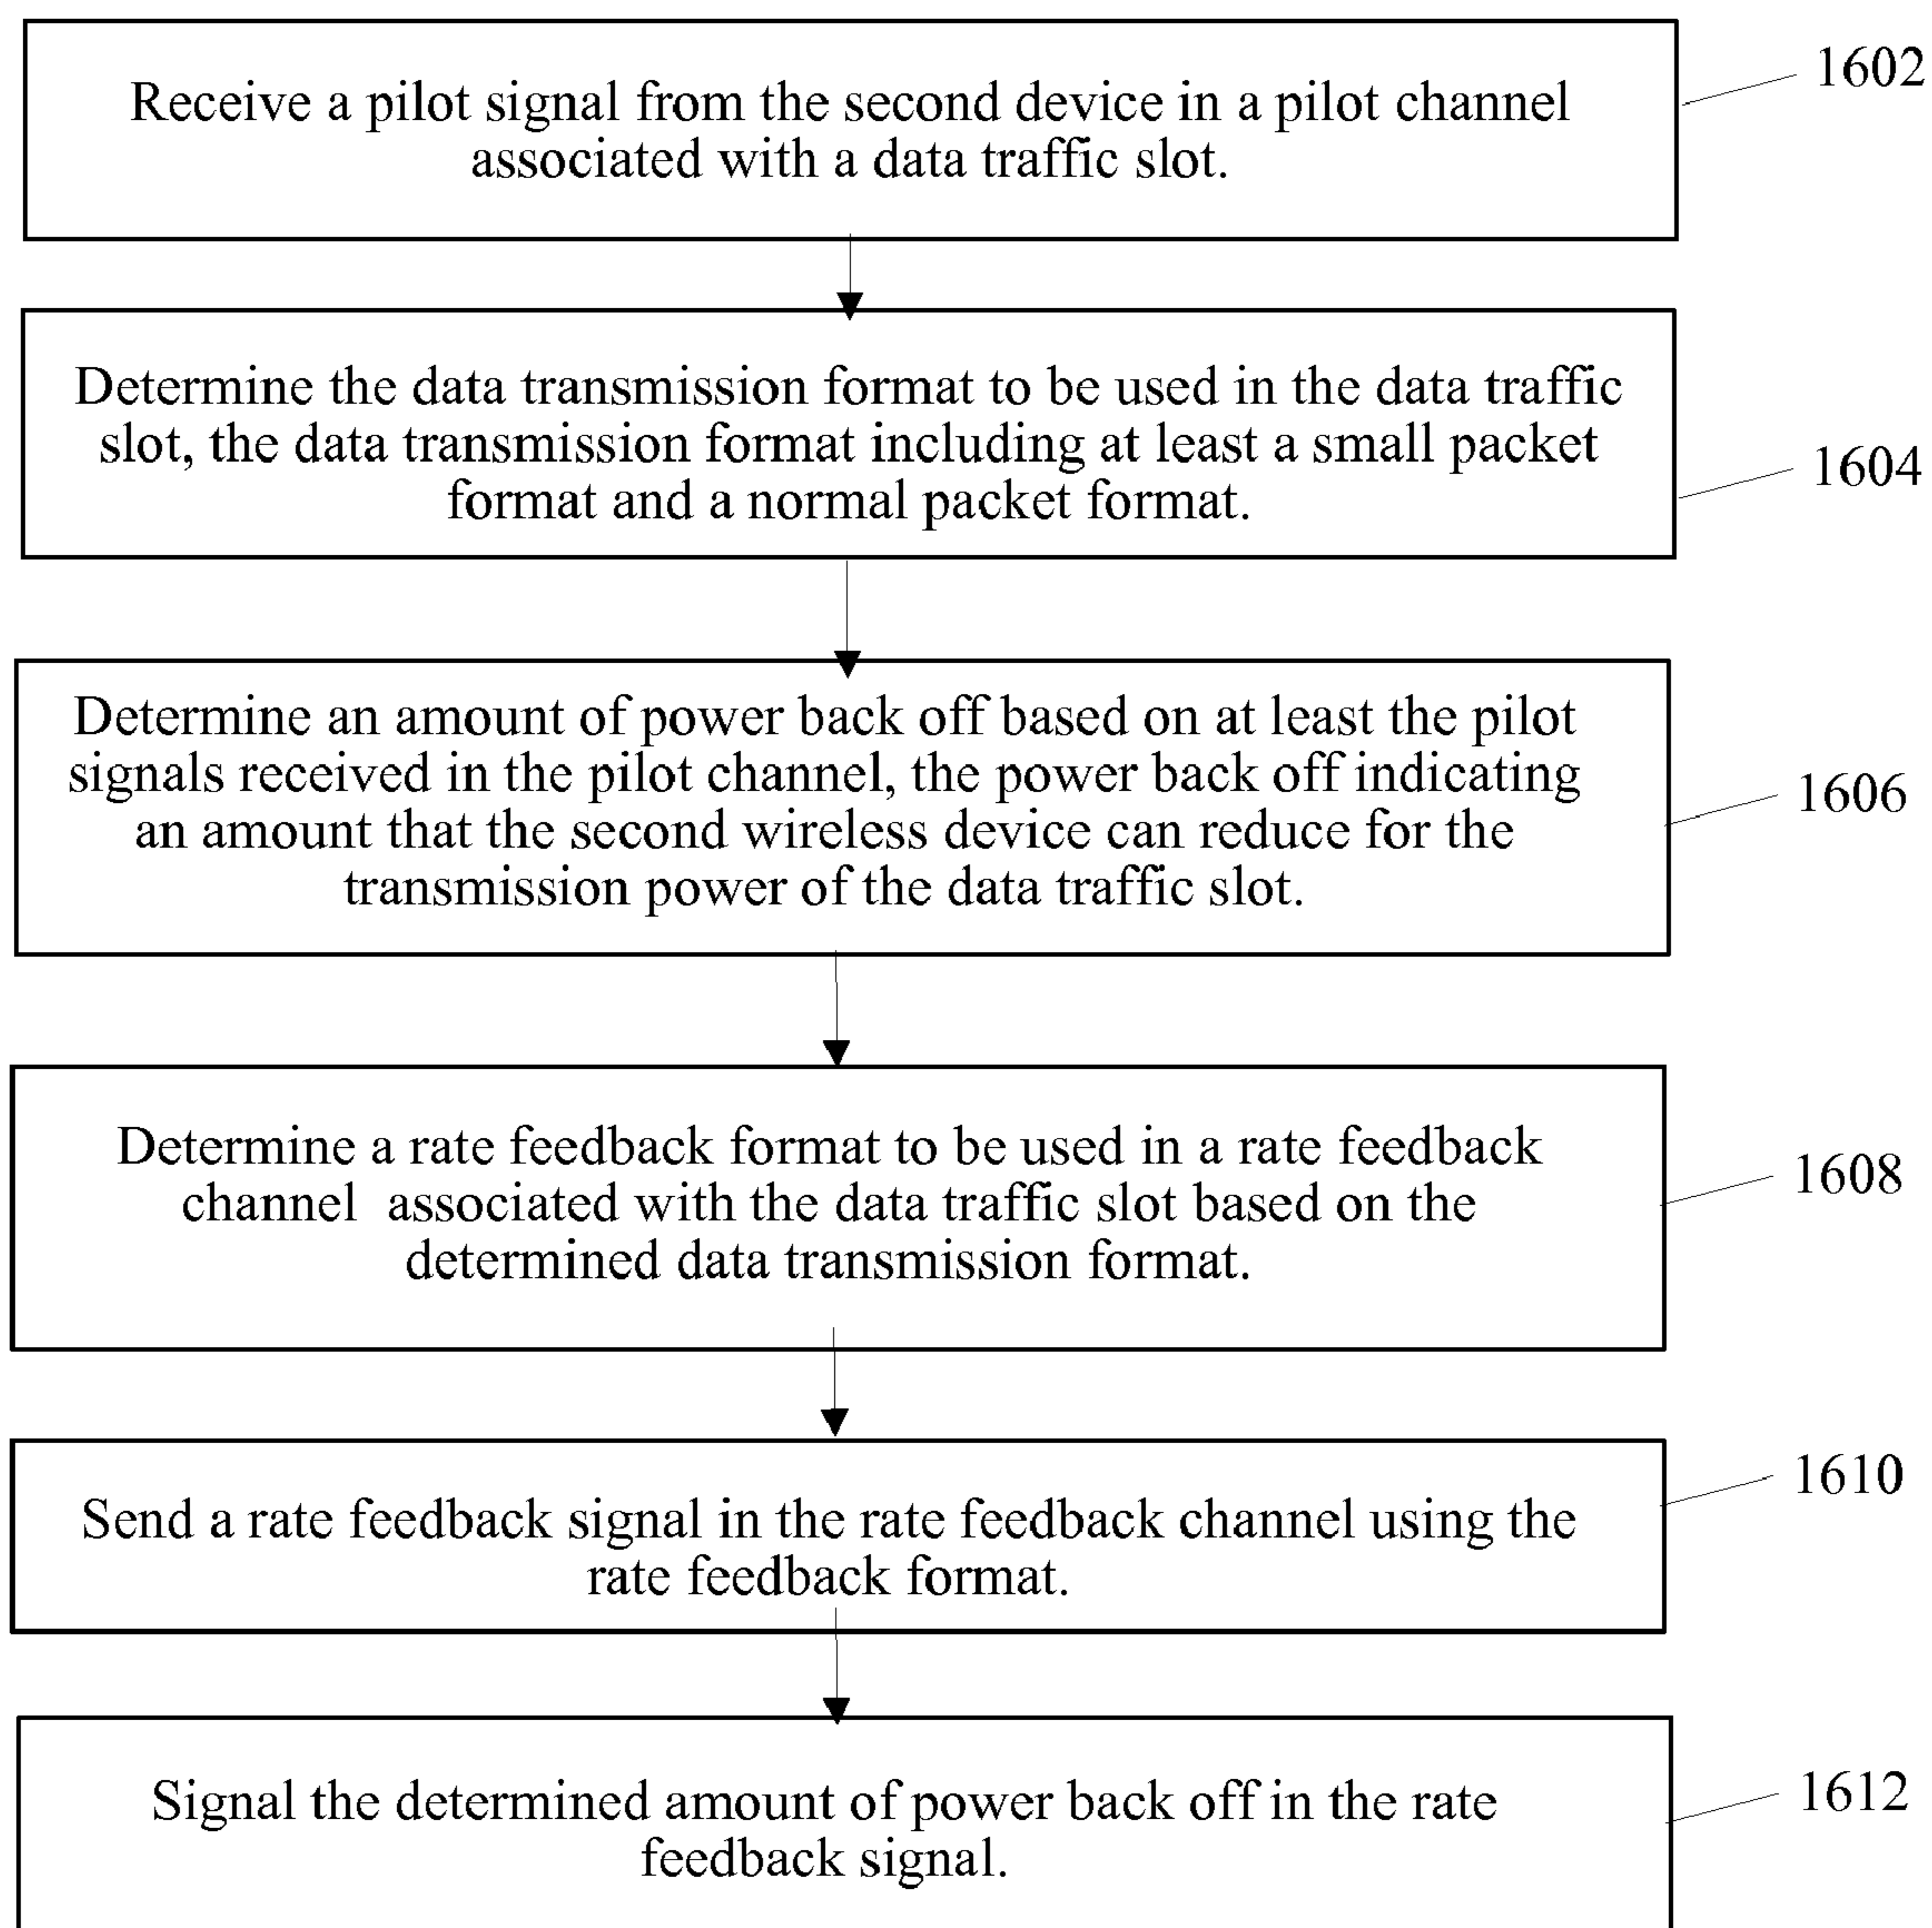 Receive a pilot signal from the second device in a pilot channel
associated with a data traffic slot.
1602
Determine the data transmission format to be used in the data traffic
slot, the data transmission format including at least a small packet
format and a normal packet format.
1604
Determine an amount of power back off based on at least the pilot
signals received in the pilot channel, the power back off indicating
an amount that the second wireless device can reduce for the
transmission power of the data traffic slot.
1606
Determine a rate feedback format to be used in a rate feedback
channel associated with the data traffic slot based on the
determined data transmission format.
1608
Send a rate feedback signal in the rate feedback channel using the
rate feedback format.
1610
Signal the determined amount of power back off in the rate
feedback signal.
1612